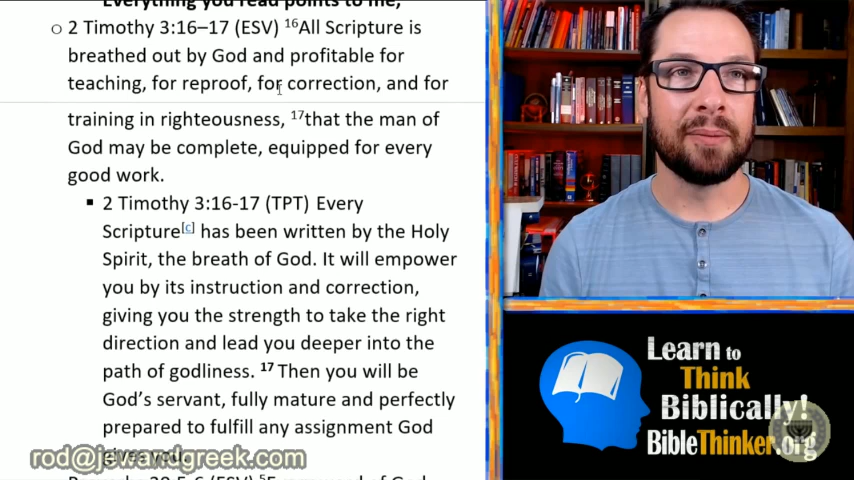 Everything you read points to me,
o 2 Timothy 3:16–17 (ESV) 16All Scripture is
breathed out by God and profitable for
teaching, for reproof, for correction, and for
training in righteousness, 17that the man of
God may be complete, equipped for every
good work.
▪ 2 Timothy 3:16-17 (TPT) Every
Scripture[c] has been written by the Holy
Spirit, the breath of God. It will empower
you by its instruction and correction,
giving you the strength to take the right
direction and lead you deeper into the
path of godliness. 17 Then you will be
God's servant, fully mature and perfectly
prepared to fulfill any assignment God
gives you.
rod@jewandgreek.com
Learn to
Think
Biblically!
BibleThinker.org